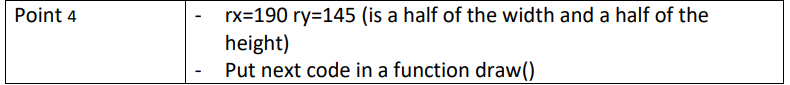 Point 4
- rx=190 ry=145 (is a half of the width and a half of the
height)
- Put next code in a function draw()